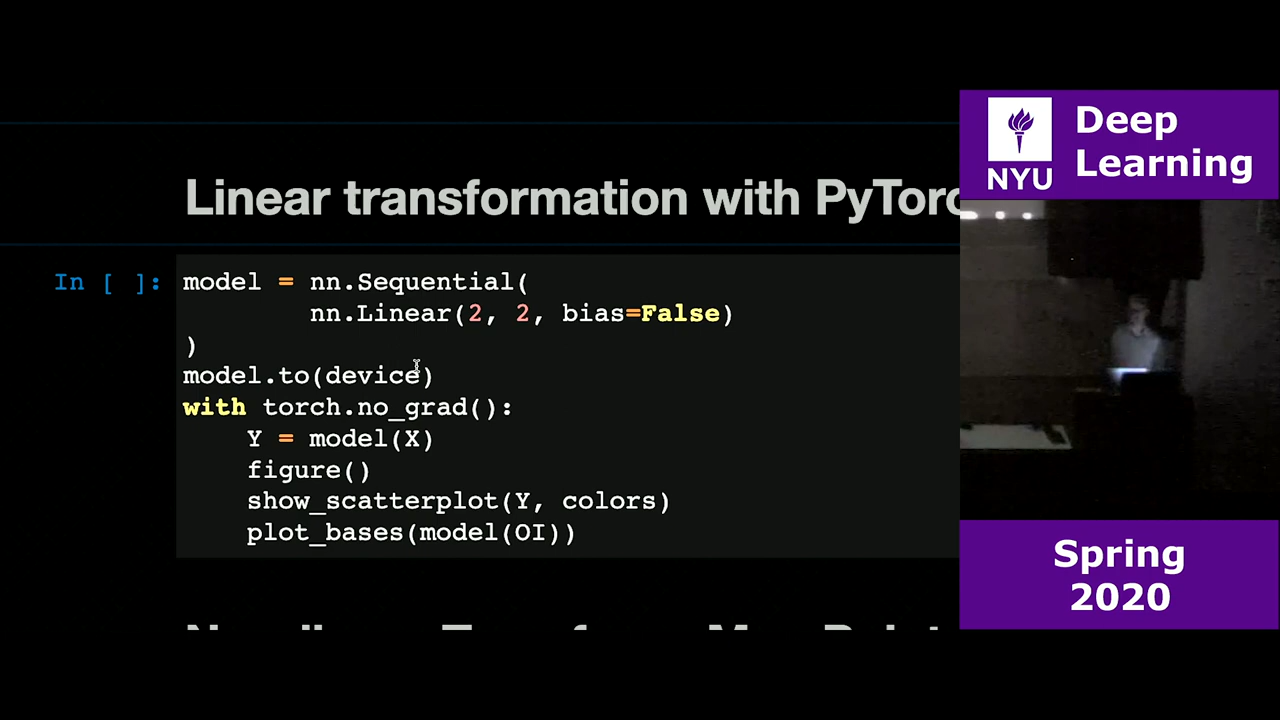 Linear transformation with PyTorc
In [ ]:
model = nn.Sequential(
nn.Linear(2, 2, bias=False)
)
model.to(device)
with torch.no_grad():
Y = model(X)
figure()
show_scatterplot(Y, colors)
plot_bases(model(OI))
NYU
Deep
Learning
Spring
2020